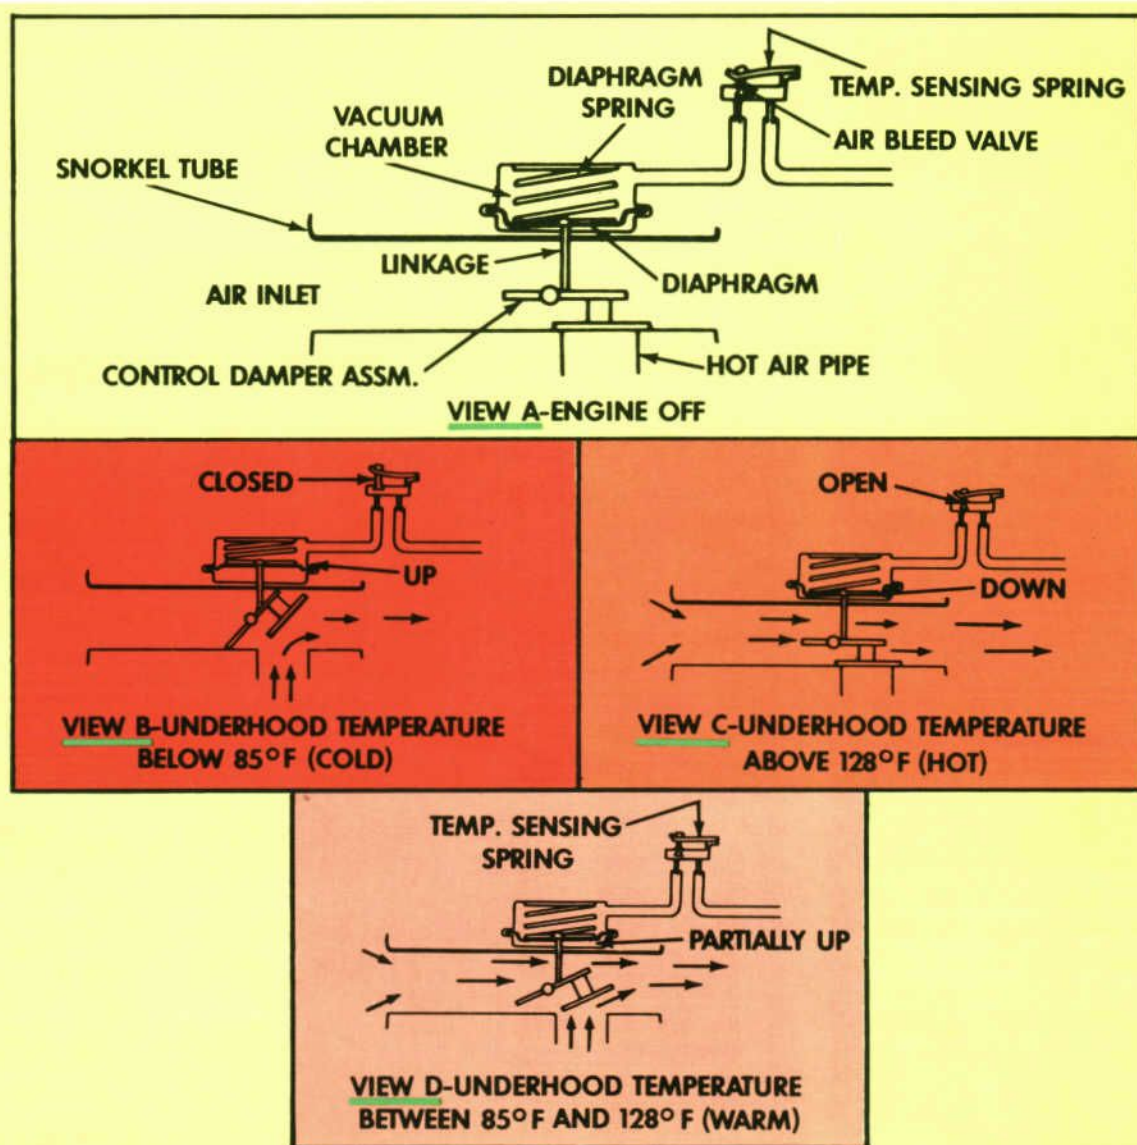 DIAPHRAGM
SPRING
TEMP. SENSING SPRING
VACUUM
CHAMBER
AIR BLEED VALVE
SNORKEL TUBE
LINKAGE
DIAPHRAGM
AIR INLET
CONTROL DAMPER ASSM.
HOT AIR PIPE
VIEW A-ENGINE OFF
CLOSED
UP
VIEW B-UNDERHOOD TEMPERATURE
BELOW 85°F (COLD)
OPEN
DOWN
VIEW C-UNDERHOOD TEMPERATURE
ABOVE 128°F (HOT)
TEMP. SENSING
SPRING
PARTIALLY UP
VIEW D-UNDERHOOD TEMPERATURE
BETWEEN 85°F AND 128°F (WARM)